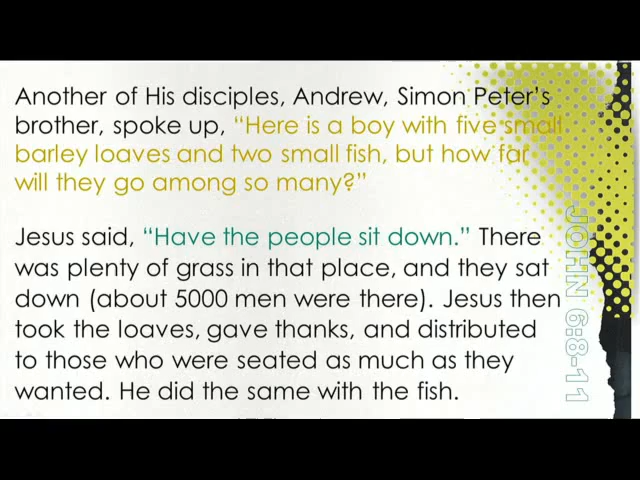 Another of His disciples, Andrew, Simon Peter's
brother, spoke up, “Here is a boy with five small
barley loaves and two small fish, but how far
will they go among so many?”
Jesus said, “Have the people sit down.” There
was plenty of grass in that place, and they sat
down (about 5000 men were there). Jesus then
took the loaves, gave thanks, and distributed
to those who were seated as much as they
wanted. He did the same with the fish.
JOHN 6:8-11